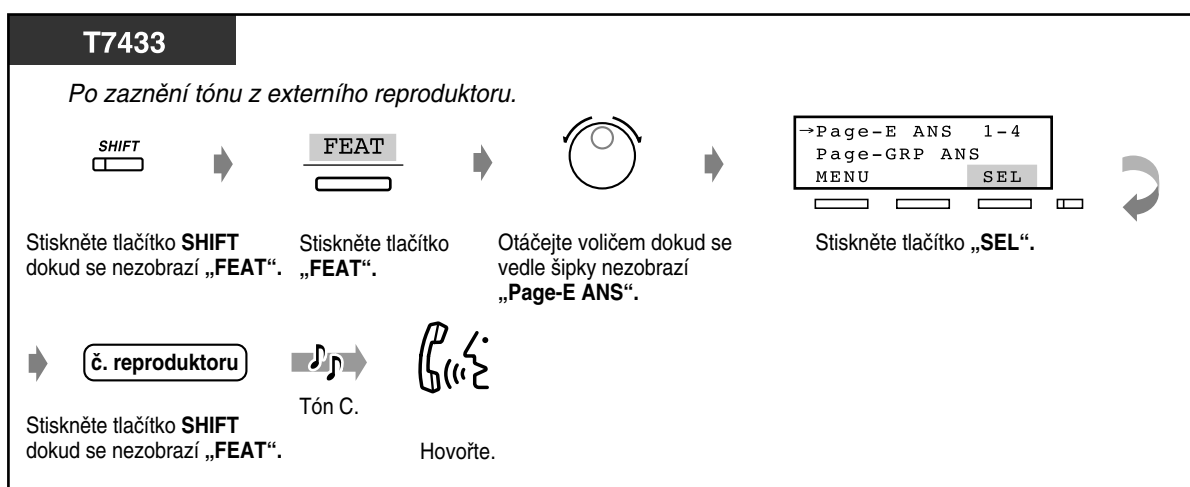 T7433
Po zaznění tónu z externího reproduktoru.
SHIFT
FEAT
→Page-E ANS 1-4
Page-GRP ANS
MENU SEL
Stiskněte tlačítko SHIFT
dokud se nezobrazí „FEAT“.
Stiskněte tlačítko
„FEAT“.
Otáčejte voličem dokud se
vedle šipky nezobrazí
„Page-E ANS“.
Stiskněte tlačítko „SEL“.
č. reproduktoru
Stiskněte tlačítko SHIFT
dokud se nezobrazí „FEAT“.
Tón C.
Hovořte.